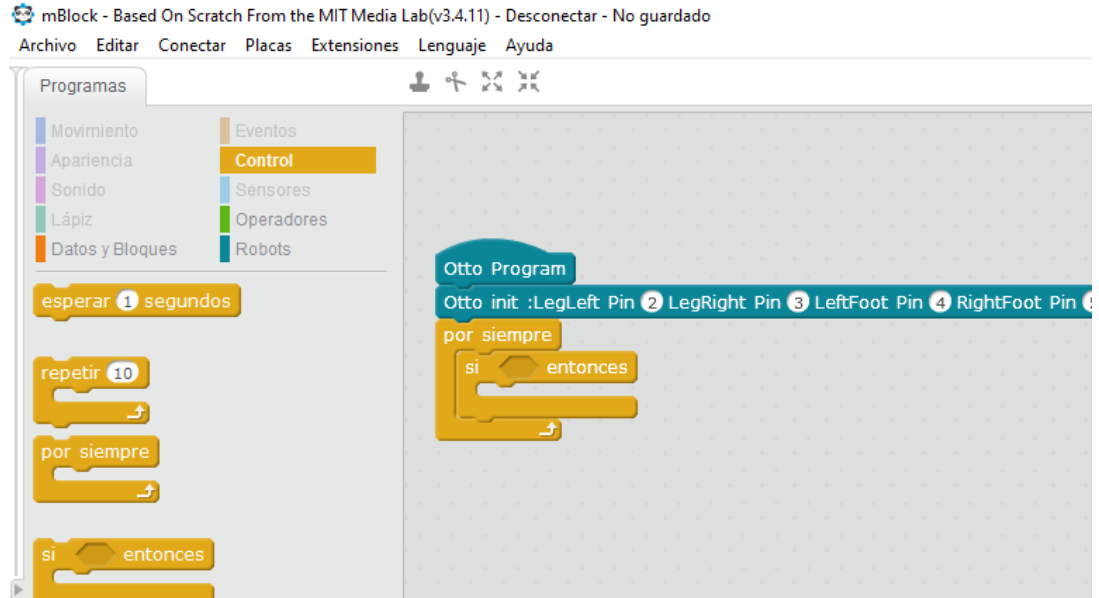 mBlock - Based On Scratch From the MIT Media Lab(v3.4.11) - Desconectar - No guardado
Archivo Editar Conectar Placas Extensiones Lenguaje Ayuda
Programas
Movimiento Eventos
Apariencia Control
Sonido Sensores
Lápiz Operadores
Datos y Bloques Robots
esperar 1 segundos
repetir 10
por siempre
si entonces
Otto Program
Otto init :LegLeft Pin 2 LegRight Pin 3 LeftFoot Pin 4 RightFoot Pin
por siempre
si entonces